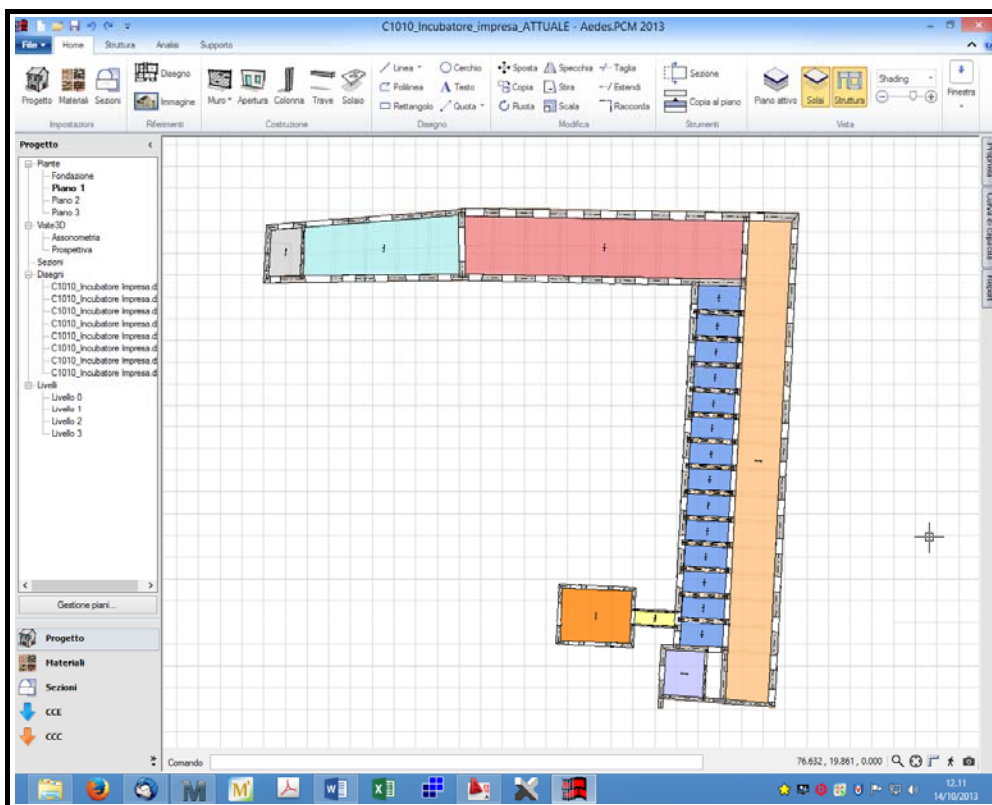 C1010_Incubatore_impresa_ATTUALE - Aedes.PCM 2013
File Home Struttura Analisi Supporto
Progetto Materiali Sezioni
Disegno
Immagine
Muro Apertura Colonna Trave Solaio
Linea Cerchio
Polilinea A Testo
Rettangolo Quota
Sposta Specchia Taglia
Copia Stira Estendi
Ruota Scala Raccorda
Sezione
Copia al piano
Piano attivo Solai Struttura
Shading
Finestra
Impostazioni Riferimenti Costruzione Disegno Modifica Strumenti Vista
Progetto
Piante
Fondazione
Piano 1
Piano 2
Piano 3
Viste3D
Assonometria
Prospettiva
Sezioni
Disegni
C1010_Incubatore Impresa.d
C1010_Incubatore Impresa.d
C1010_Incubatore Impresa.d
C1010_Incubatore Impresa.d
C1010_Incubatore Impresa.d
C1010_Incubatore Impresa.d
C1010_Incubatore Impresa.d
Livelli
Livello 0
Livello 1
Livello 2
Livello 3
Gestione piani...
Progetto
Materiali
Sezioni
CCE
CCC
Proprietà
Curva di capacità
Report
Comando
76.632 , 19.861 , 0.000
12.11
14/10/2013